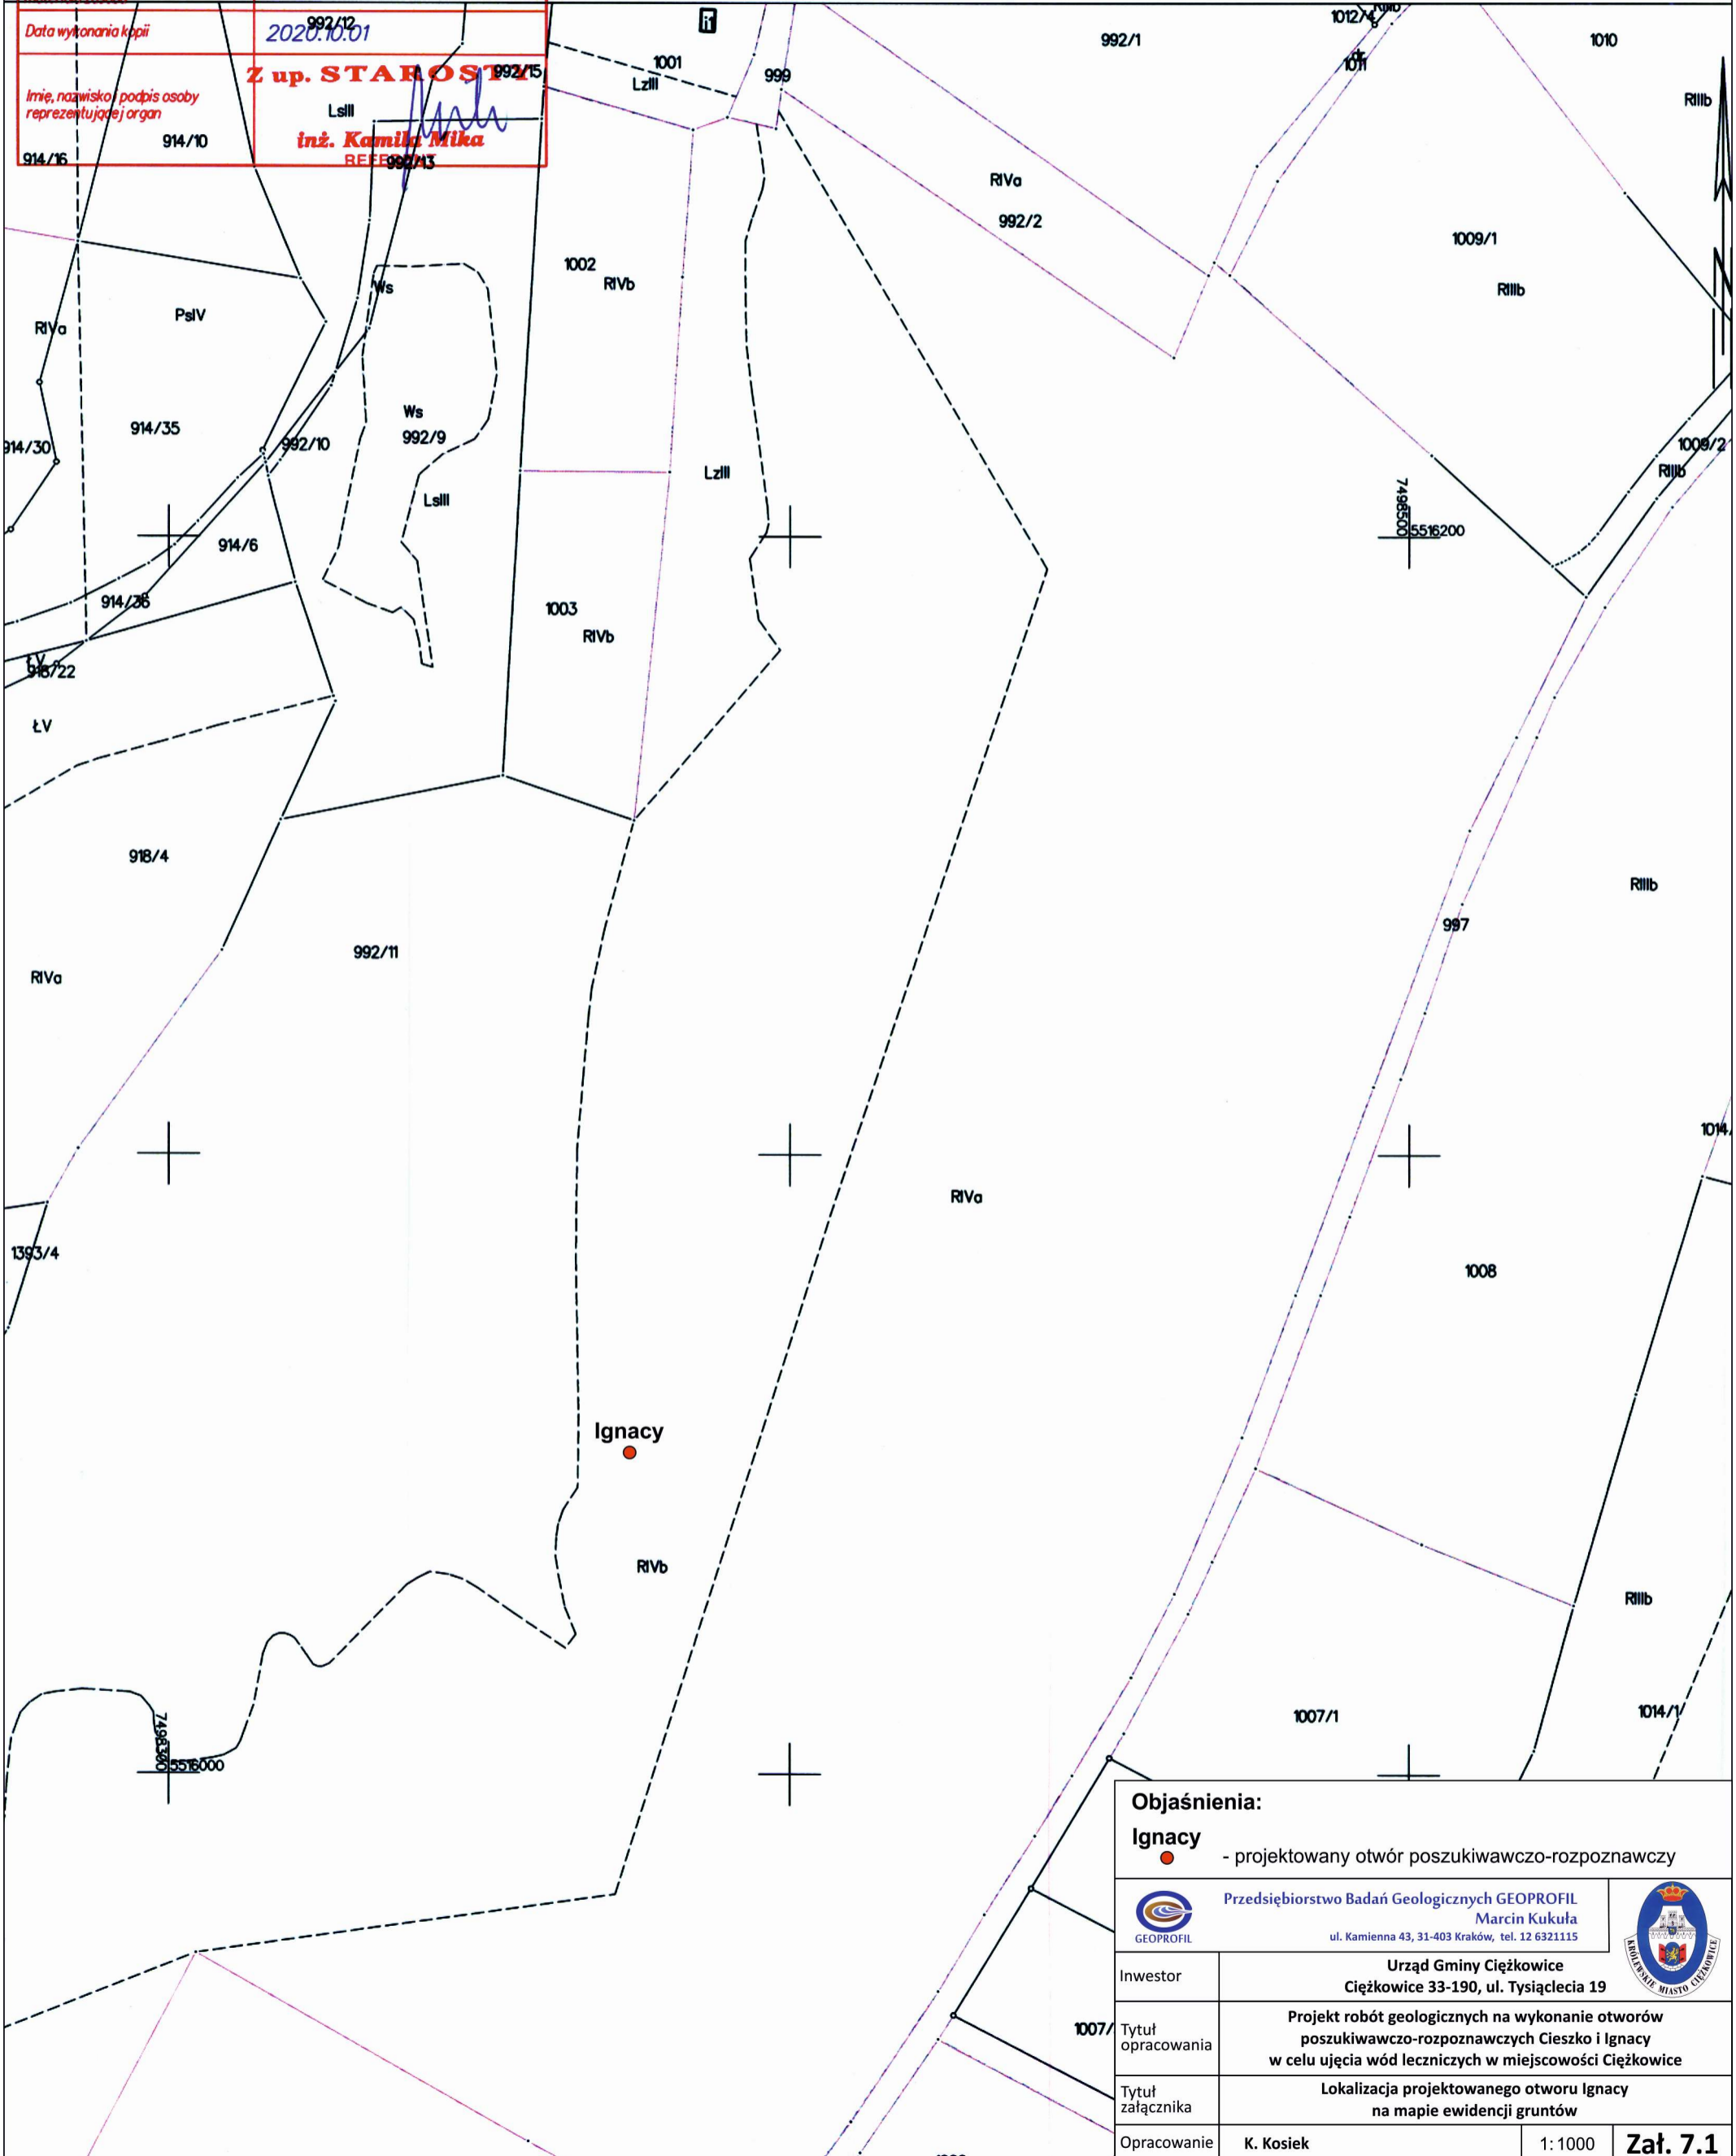 Data wykonania kopii
2020.10.01
992/12
Z up. STAROSTY
992/15
Imię, nazwisko i podpis osoby
reprezentującej organ
LsIII
inż. Kamila Mika
914/10
914/16
992/13
1001
LzIII
999
992/1
1012/4
RIIIb
1011
1010
RIIIb
RIVa
992/2
1009/1
RIIIb
1002
RIVb
Ws
PsIV
RIVa
Ws
992/9
914/35
914/30
992/10
LsIII
LzIII
1009/2
RIIIb
7498500
5516200
914/6
914/36
1003
RIVb
ŁV
918/22
ŁV
918/4
RIIIb
997
992/11
RIVa
1014/
RIVa
1393/4
1008
Ignacy
RIVb
RIIIb
7498300
5516000
1007/1
1014/1
Objaśnienia:
Ignacy
- projektowany otwór poszukiwawczo-rozpoznawczy
GEOPROFIL
Przedsiębiorstwo Badań Geologicznych GEOPROFIL
Marcin Kukuła
ul. Kamienna 43, 31-403 Kraków, tel. 12 6321115
KRÓLEWSKIE MIASTO CIĘŻKOWICE
Inwestor
Urząd Gminy Ciężkowice
Ciężkowice 33-190, ul. Tysiąclecia 19
1007/
Tytuł
opracowania
Projekt robót geologicznych na wykonanie otworów
poszukiwawczo-rozpoznawczych Cieszko i Ignacy
w celu ujęcia wód leczniczych w miejscowości Ciężkowice
Tytuł
załącznika
Lokalizacja projektowanego otworu Ignacy
na mapie ewidencji gruntów
Opracowanie
K. Kosiek
1:1000
Zał. 7.1